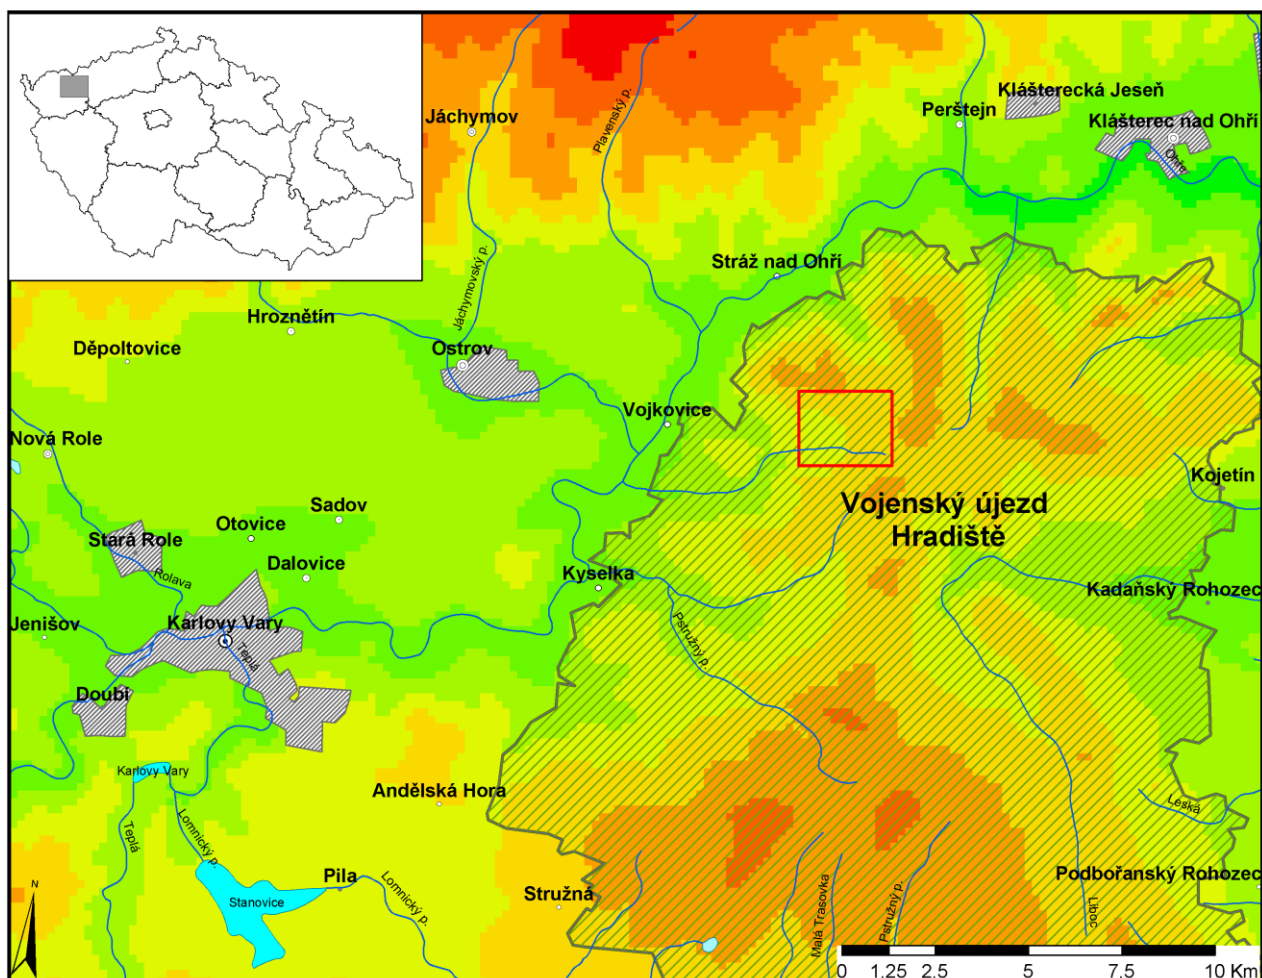 Jáchymov
Plavenský p.
Perštejn
Klášterecká Jeseň
Klášterec nad Ohří
Ohře
Jáchymovský p.
Stráž nad Ohří
Hroznětín
Děpoltovice
Ostrov
Vojkovice
Nová Role
Kojetín
Sadov
Otovice
Vojenský újezd
Hradiště
Stará Role
Rolava
Dalovice
Kyselka
Kadaňský Rohozec
Jenišov
Karlovy Vary
Teplá
Pstružný p.
Doubí
Karlovy Vary
Andělská Hora
Leská
Teplá
Lomnický p.
Pila
Lomnický p.
Stružná
Podbořanský Rohozec
Stanovice
Malá Trasovka
Pstružný p.
Liboc
N
0 1.25 2.5 5 7.5 10 Km